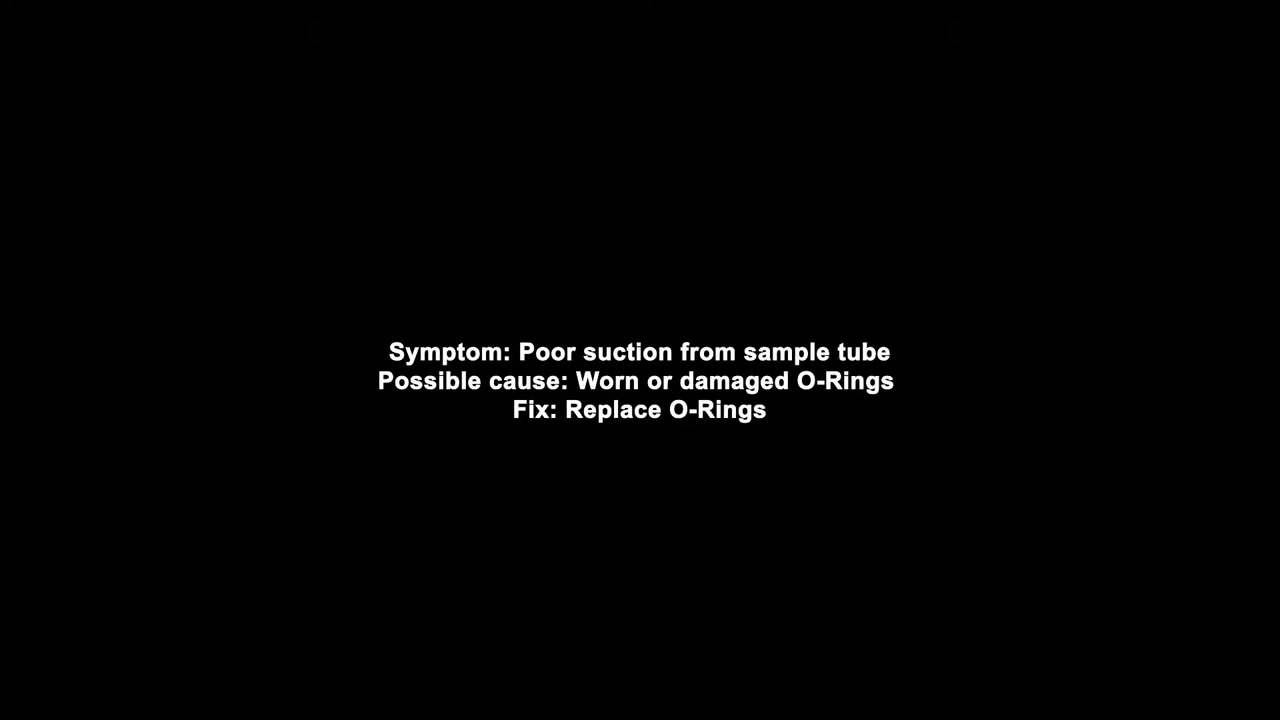 Symptom: Poor suction from sample tube
Possible cause: Worn or damaged O-Rings
Fix: Replace O-Rings